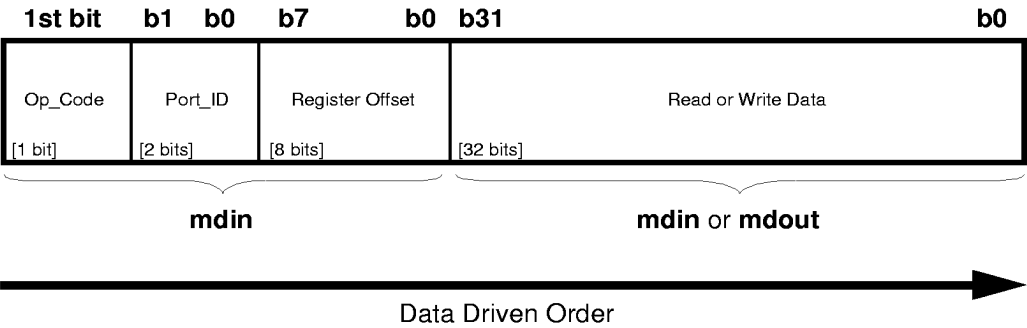 1st bit b1 b0 b7 b0 b31 b0
Op_Code Port_ID Register Offset Read or Write Data
[1 bit] [2 bits] [8 bits] [32 bits]
mdin mdin or mdout
Data Driven Order